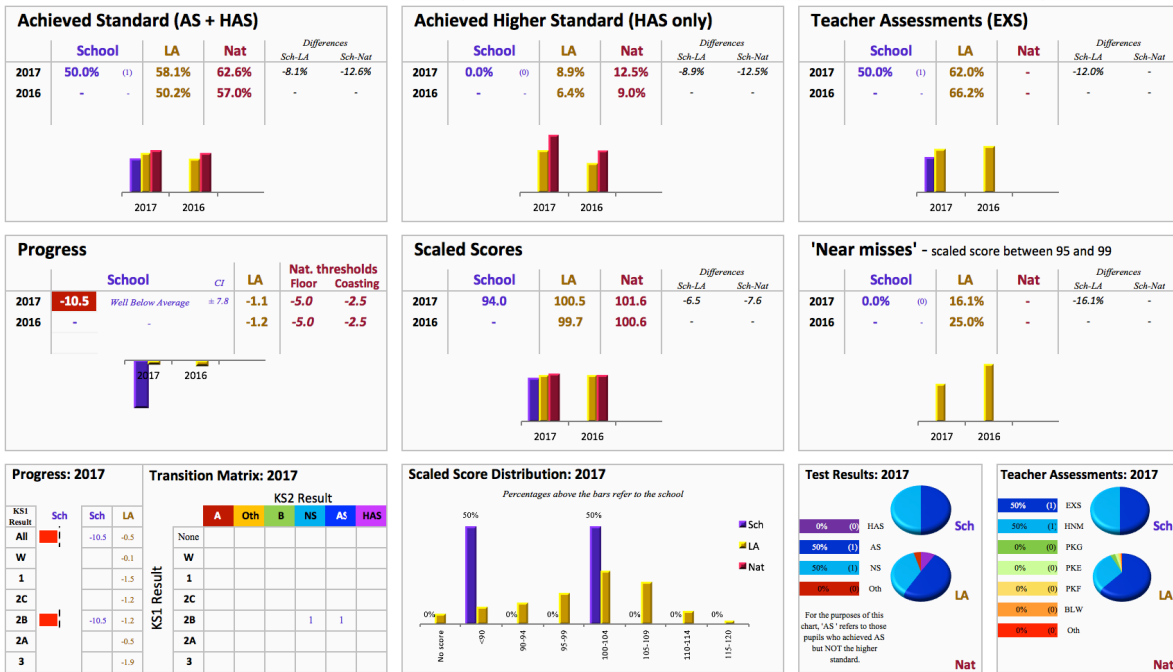 Achieved Standard (AS + HAS)
School LA Nat Differences
Sch-LA Sch-Nat
2017 50.0% (1) 58.1% 62.6% -8.1% -12.6%
2016 - - 50.2% 57.0% - -
2017 2016
Achieved Higher Standard (HAS only)
School LA Nat Differences
Sch-LA Sch-Nat
2017 0.0% (0) 8.9% 12.5% -8.9% -12.5%
2016 - - 6.4% 9.0% - -
2017 2016
Teacher Assessments (EXS)
School LA Nat Differences
Sch-LA Sch-Nat
2017 50.0% (1) 62.0% - -12.0% -
2016 - - 66.2% - - -
2017 2016
Progress
School CI LA Nat. thresholds
Floor Coasting
2017 -10.5 Well Below Average ± 7.8 -1.1 -5.0 -2.5
2016 - - -1.2 -5.0 -2.5
2017 2016
Scaled Scores
School LA Nat Differences
Sch-LA Sch-Nat
2017 94.0 100.5 101.6 -6.5 -7.6
2016 - 99.7 100.6 - -
2017 2016
'Near misses' - scaled score between 95 and 99
School LA Nat Differences
Sch-LA Sch-Nat
2017 0.0% (0) 16.1% - -16.1% -
2016 - - 25.0% - - -
2017 2016
Progress: 2017
KS1 Result Sch Sch LA
All -10.5 -0.5
W -0.1
1 -1.5
2C -1.2
2B -10.5 -1.2
2A -0.5
3 -1.9
Transition Matrix: 2017
KS2 Result
A Oth B NS AS HAS
KS1 Result
None
W
1
2C
2B 1 1
2A
3
Scaled Score Distribution: 2017
Percentages above the bars refer to the school
50% 50%
Sch
LA
Nat
0% 0% 0% 0% 0% 0%
No score <90 90-94 95-99 100-104 105-109 110-114 115-120
Test Results: 2017
0% (0) HAS
50% (1) AS
50% (1) NS
0% (0) Oth
Sch
LA
Nat
For the purposes of this
chart, 'AS ' refers to those
pupils who achieved AS
but NOT the higher
standard.
Teacher Assessments: 2017
50% (1) EXS
50% (1) HNM
0% (0) PKG
0% (0) PKE
0% (0) PKF
0% (0) BLW
0% (0) Oth
Sch
LA
Nat